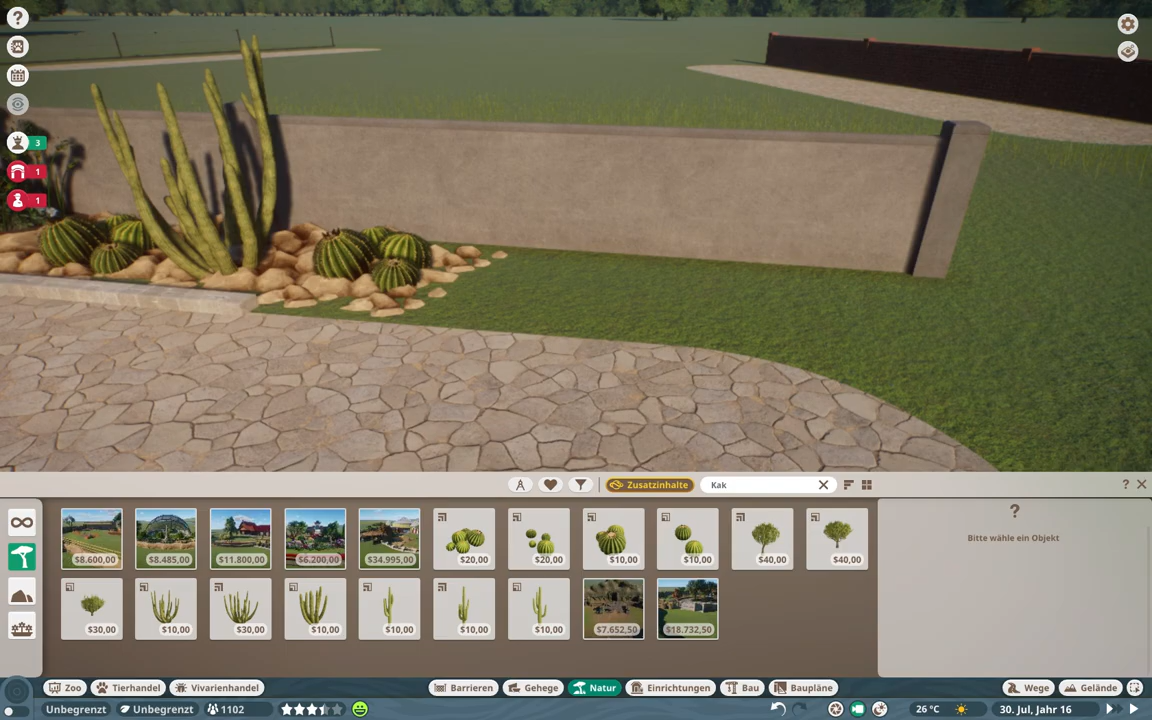 ?
3
1
1
Zusatzinhalte
Kak
?
$8.600,00
$8.485,00
$11.800,00
$6.200,00
$34.995,00
$20,00
$20,00
$10,00
$10,00
$40,00
$40,00
$30,00
$10,00
$30,00
$10,00
$10,00
$10,00
$10,00
$7.652,50
$18.732,50
?
Bitte wähle ein Objekt
Zoo
Tierhandel
Vivarienhandel
Barrieren
Gehege
Natur
Einrichtungen
Bau
Baupläne
Wege
Gelände
Unbegrenzt
Unbegrenzt
1102
26 °C
30. Jul, Jahr 16